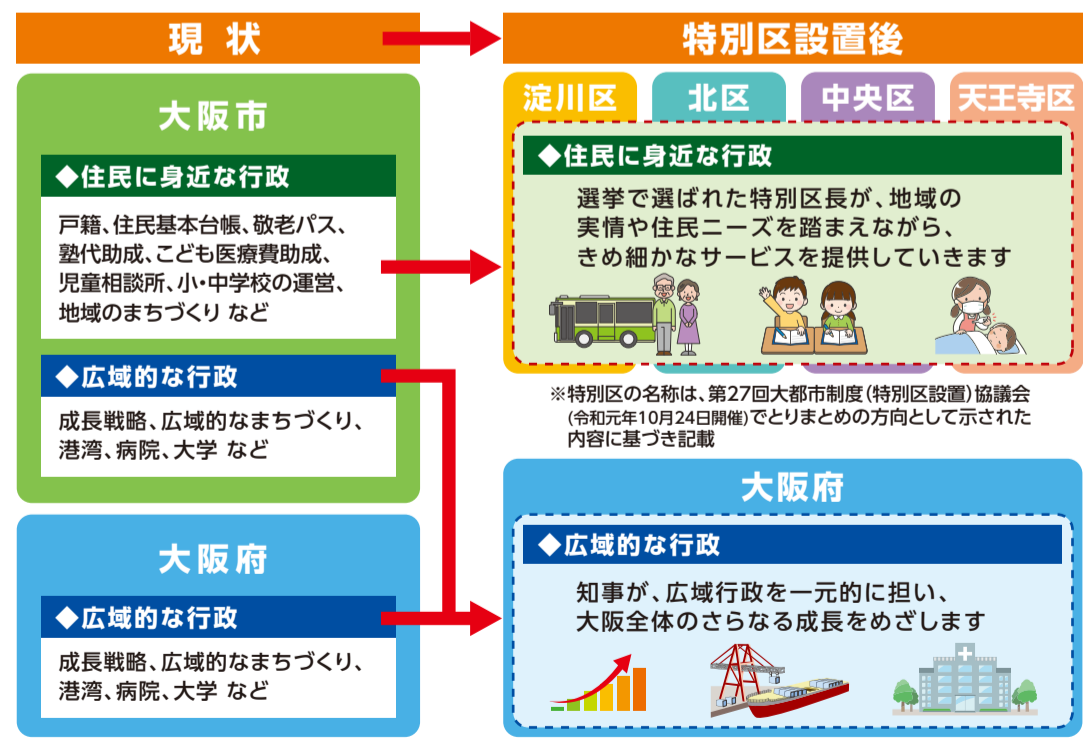 現 状
大阪市
◆住民に身近な行政
戸籍、住民基本台帳、敬老パス、
塾代助成、こども医療費助成、
児童相談所、小・中学校の運営、
地域のまちづくり など
◆広域的な行政
成長戦略、広域的なまちづくり、
港湾、病院、大学 など
大阪府
◆広域的な行政
成長戦略、広域的なまちづくり、
港湾、病院、大学 など
特別区設置後
淀川区 北区 中央区 天王寺区
◆住民に身近な行政
選挙で選ばれた特別区長が、地域の
実情や住民ニーズを踏まえながら、
きめ細かなサービスを提供していきます
※特別区の名称は、第27回大都市制度(特別区設置)協議会
(令和元年10月24日開催)でとりまとめの方向として示された
内容に基づき記載
大阪府
◆広域的な行政
知事が、広域行政を一元的に担い、
大阪全体のさらなる成長をめざします